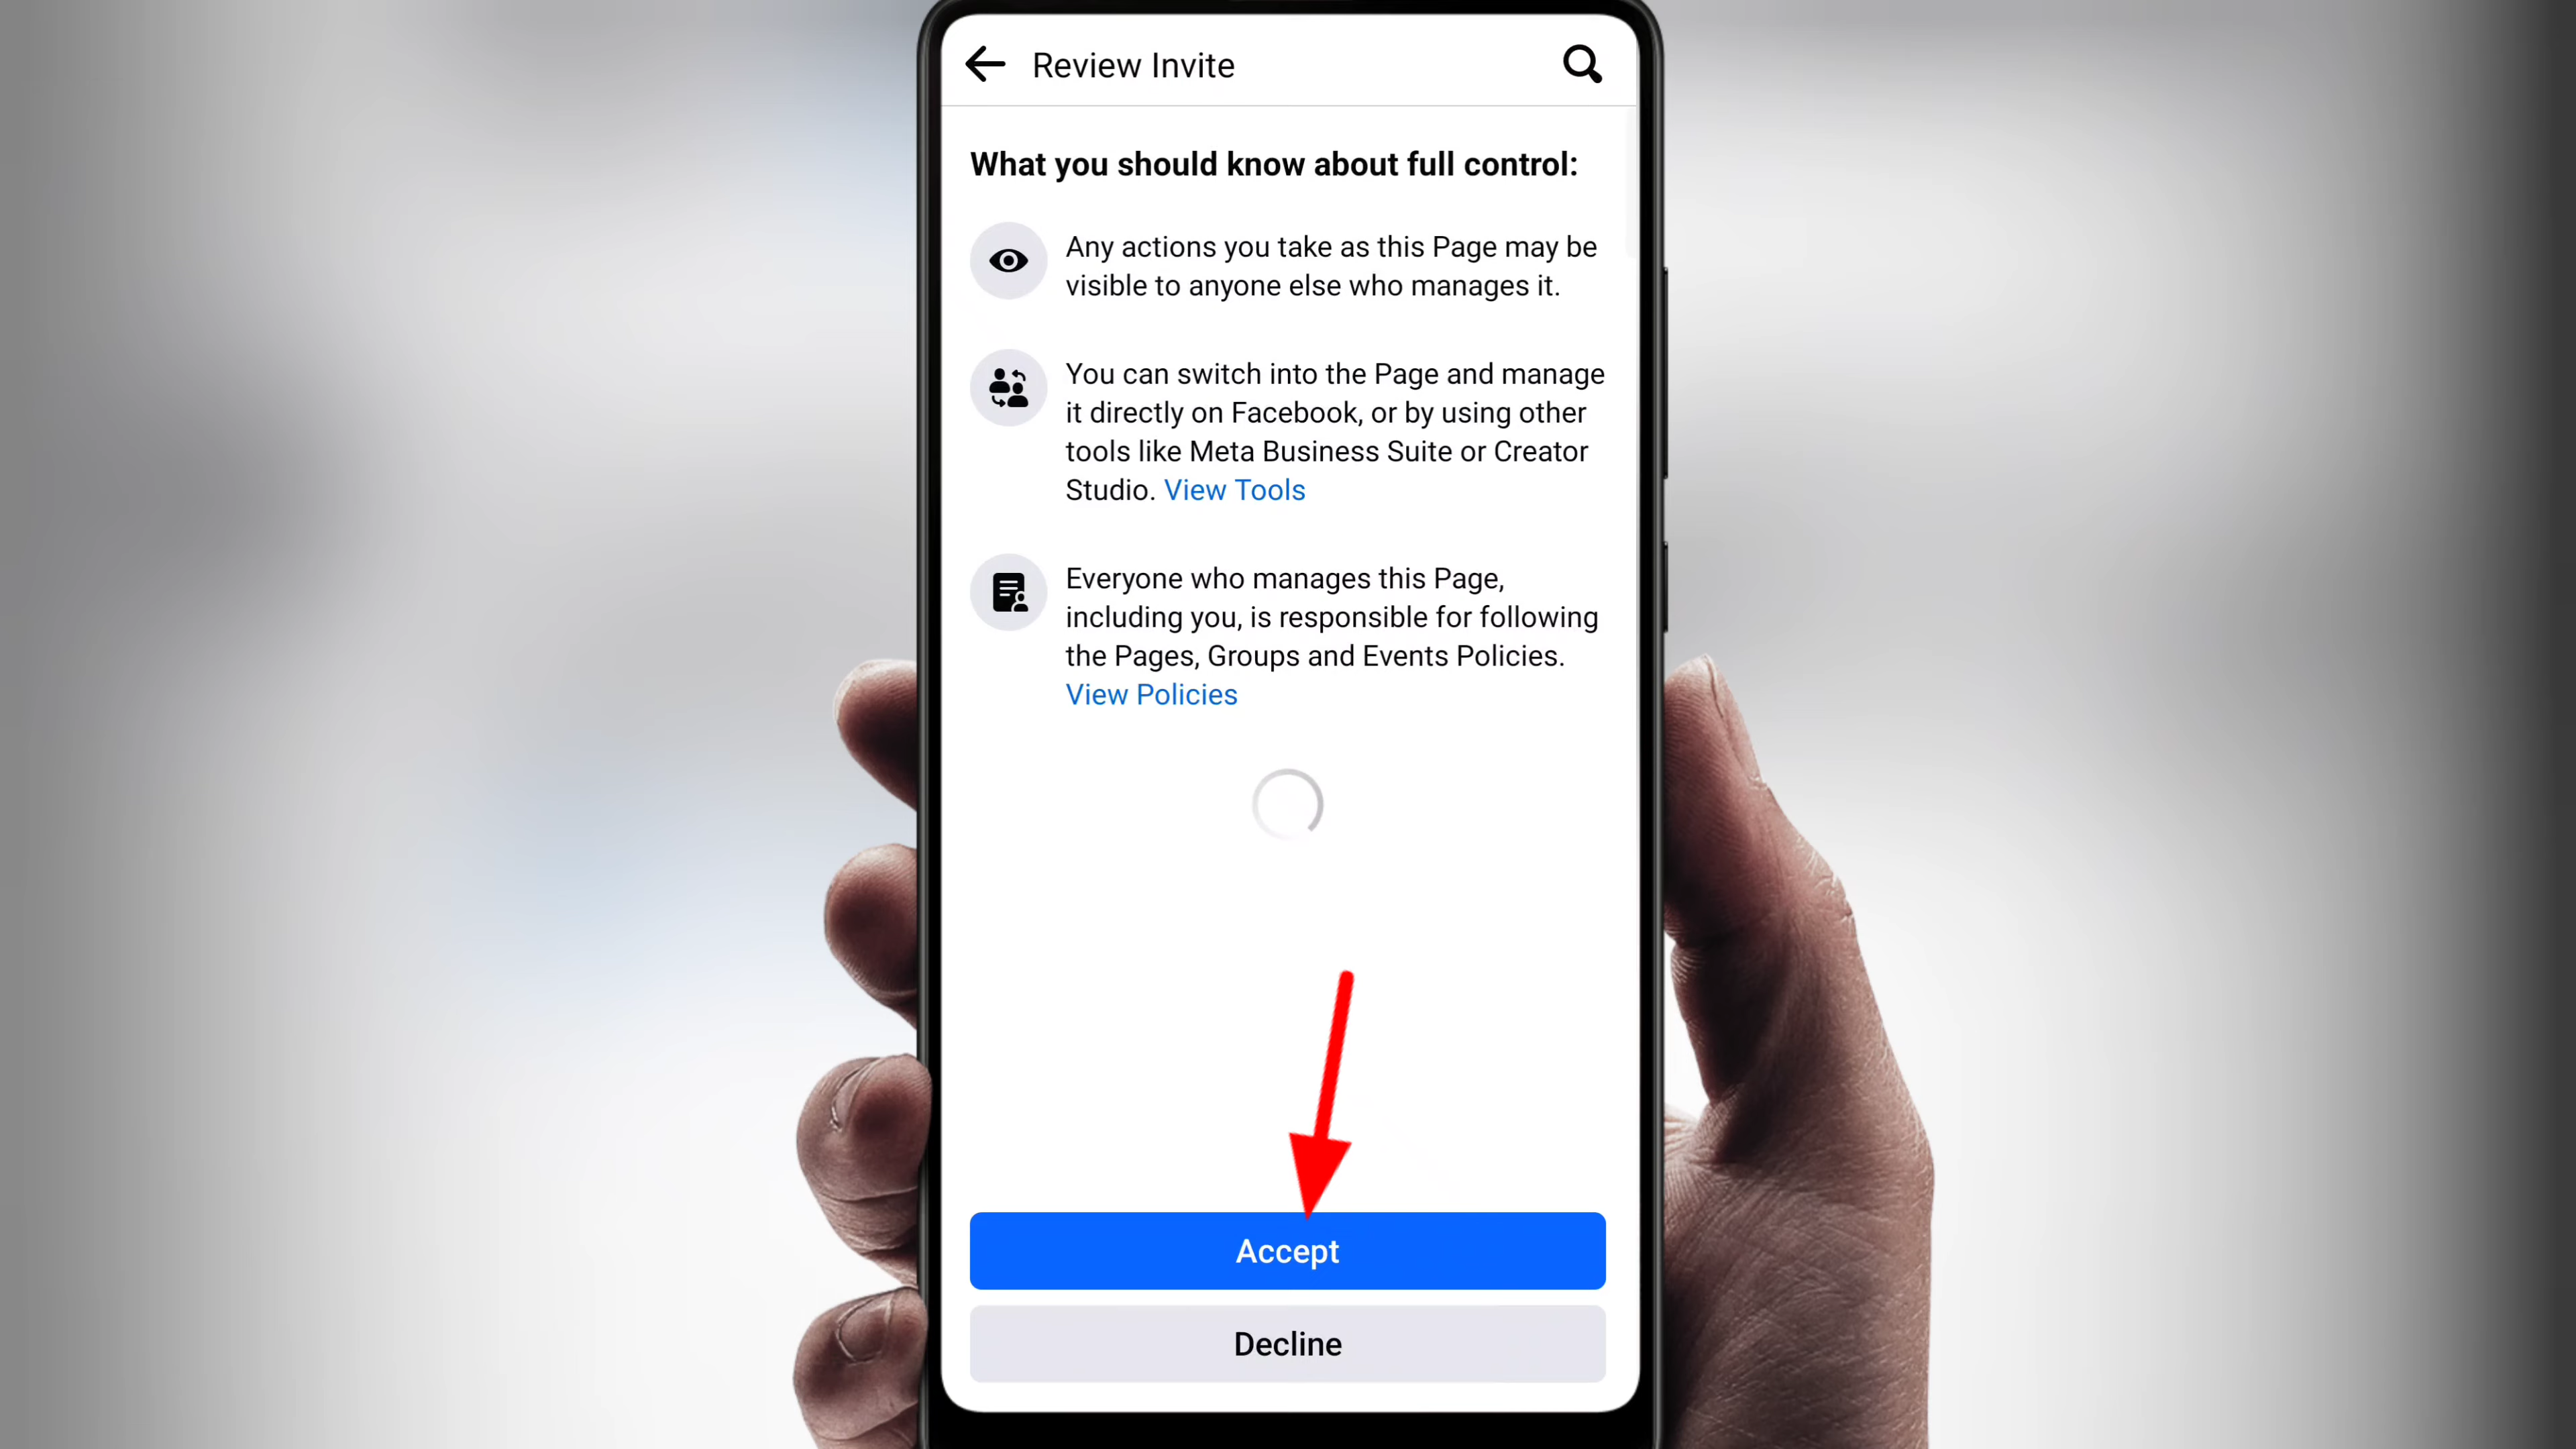 Review Invite
What you should know about full control:
Any actions you take as this Page may be
visible to anyone else who manages it.
You can switch into the Page and manage
it directly on Facebook, or by using other
tools like Meta Business Suite or Creator
Studio. View Tools
Everyone who manages this Page,
including you, is responsible for following
the Pages, Groups and Events Policies.
View Policies
Accept
Decline